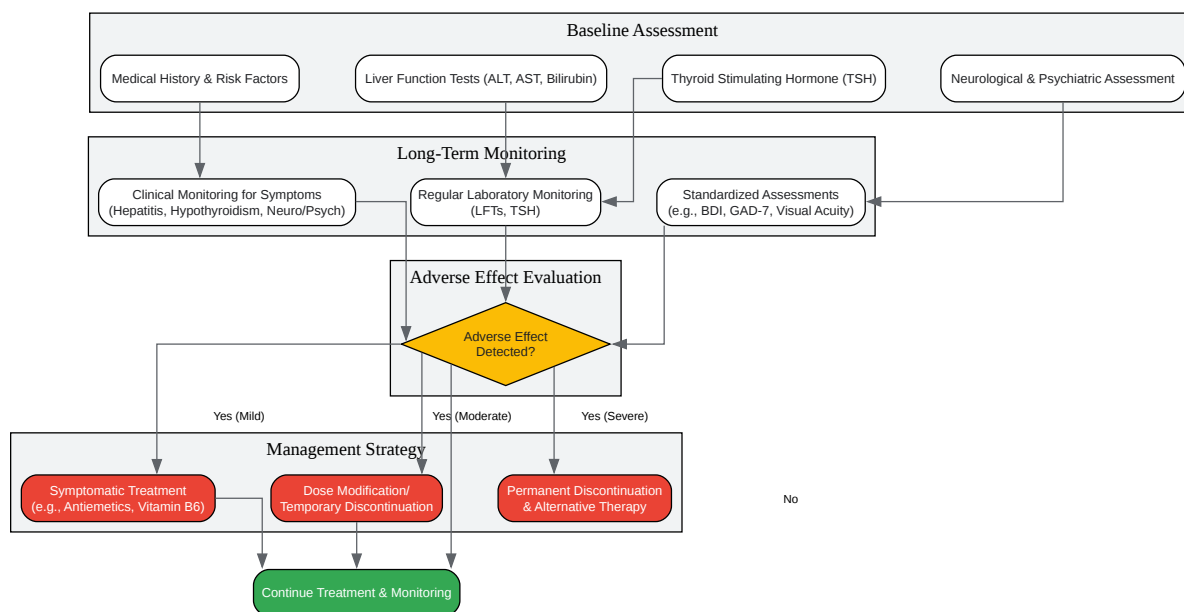 Baseline Assessment
Medical History & Risk Factors
Liver Function Tests (ALT, AST, Bilirubin)
Thyroid Stimulating Hormone (TSH)
Neurological & Psychiatric Assessment
Long-Term Monitoring
Clinical Monitoring for Symptoms
(Hepatitis, Hypothyroidism, Neuro/Psych)
Regular Laboratory Monitoring
(LFTs, TSH)
Standardized Assessments
(e.g., BDI, GAD-7, Visual Acuity)
Adverse Effect Evaluation
Adverse Effect
Detected?
Yes (Mild)
Yes (Moderate)
Yes (Severe)
Management Strategy
Symptomatic Treatment
(e.g., Antiemetics, Vitamin B6)
Dose Modification/
Temporary Discontinuation
Permanent Discontinuation
& Alternative Therapy
No
Continue Treatment & Monitoring